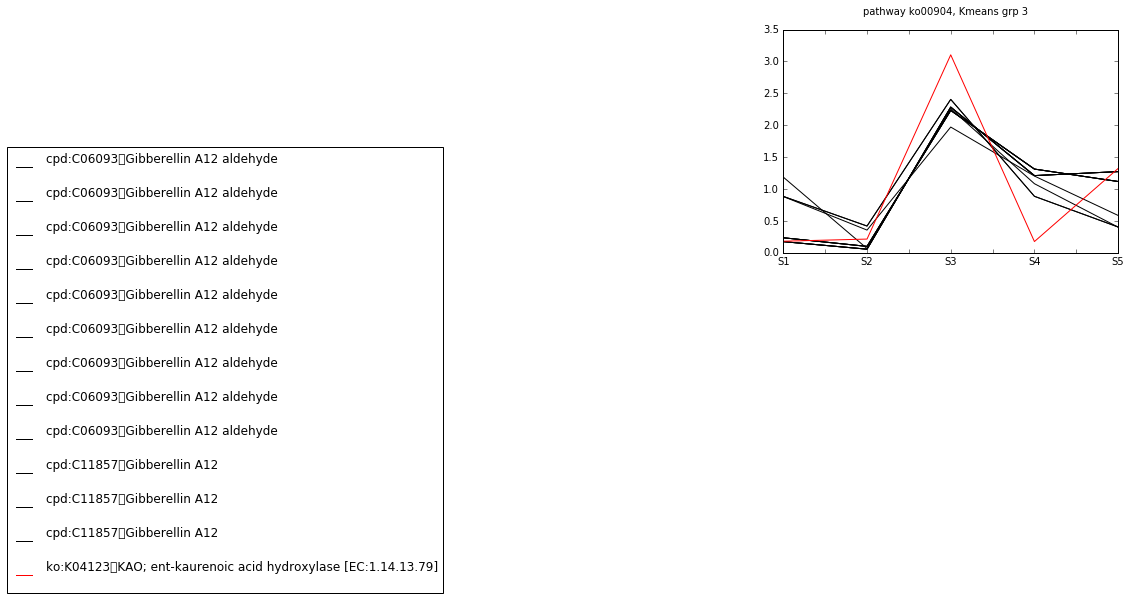 pathway ko00904, Kmeans grp 3
3.5
3.0
2.5
2.0
1.5
1.0
0.5
0.0
S1 S2 S3 S4 S5
cpd:C06093▯Gibberellin A12 aldehyde
cpd:C06093▯Gibberellin A12 aldehyde
cpd:C06093▯Gibberellin A12 aldehyde
cpd:C06093▯Gibberellin A12 aldehyde
cpd:C06093▯Gibberellin A12 aldehyde
cpd:C06093▯Gibberellin A12 aldehyde
cpd:C06093▯Gibberellin A12 aldehyde
cpd:C06093▯Gibberellin A12 aldehyde
cpd:C06093▯Gibberellin A12 aldehyde
cpd:C11857▯Gibberellin A12
cpd:C11857▯Gibberellin A12
cpd:C11857▯Gibberellin A12
ko:K04123▯KAO; ent-kaurenoic acid hydroxylase [EC:1.14.13.79]